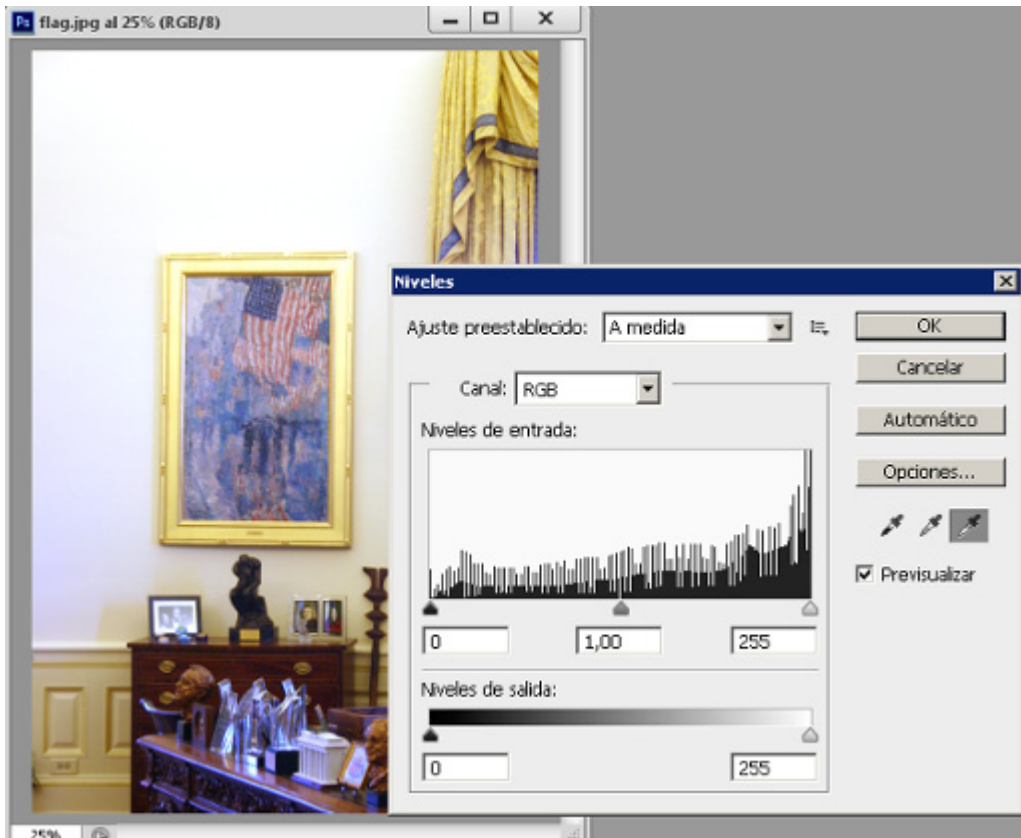 Ps flag.jpg al 25% (RGB/8)
Niveles
Ajuste preestablecido: A medida
OK
Cancelar
Canal: RGB
Automático
Niveles de entrada:
Opciones...
Previsualizar
0 1,00 255
Niveles de salida:
0 255
25%